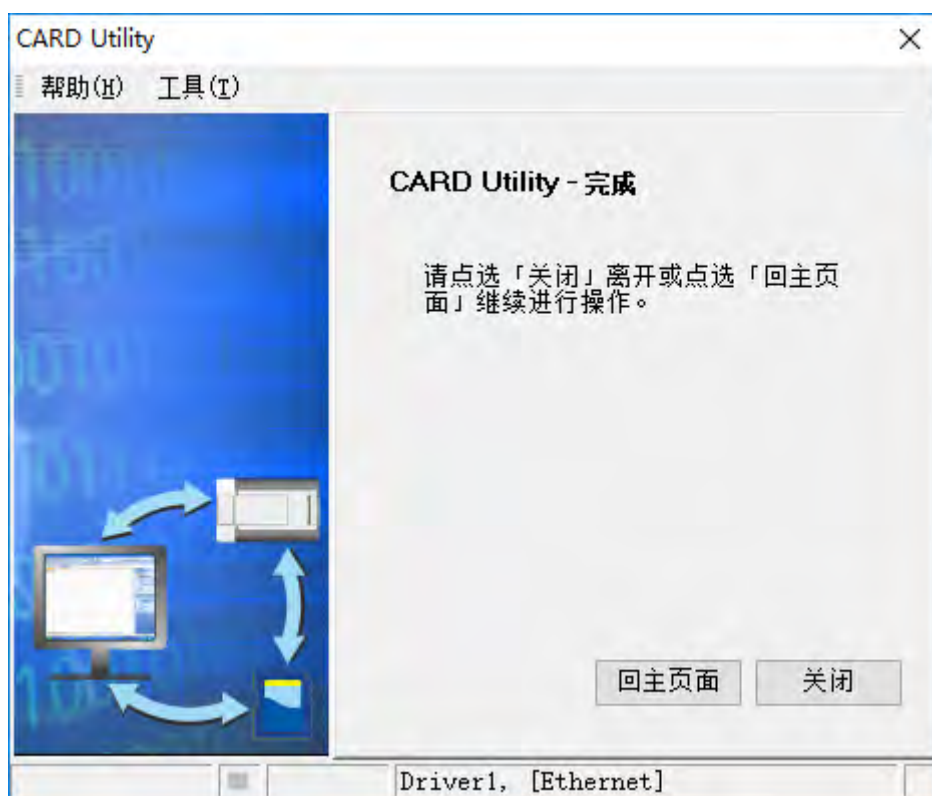 CARD Utility
帮助(H) 工具(T)
CARD Utility - 完成
请点选「关闭」离开或点选「回主页
面」继续进行操作。
回主页面 关闭
Driver1, [Ethernet]